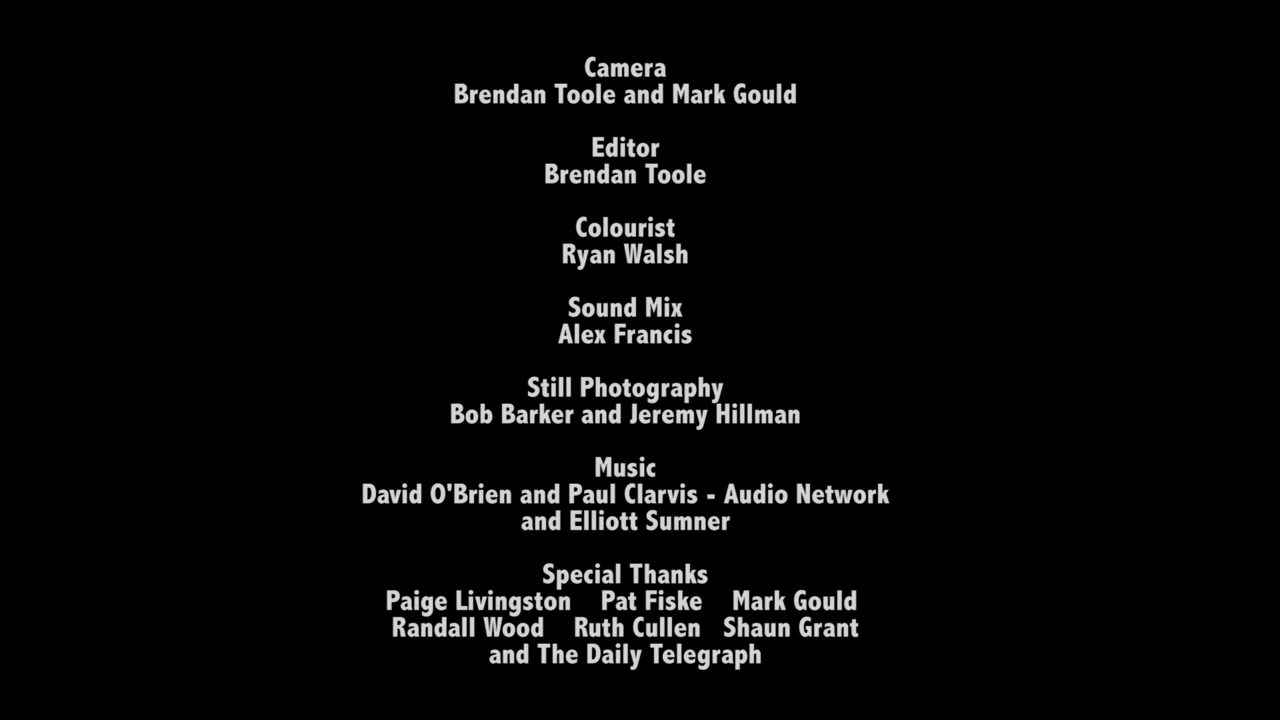 Camera
Brendan Toole and Mark Gould
Editor
Brendan Toole
Colourist
Ryan Walsh
Sound Mix
Alex Francis
Still Photography
Bob Barker and Jeremy Hillman
Music
David O'Brien and Paul Clarvis - Audio Network
and Elliott Sumner
Special Thanks
Paige Livingston Pat Fiske Mark Gould
Randall Wood Ruth Cullen Shaun Grant
and The Daily Telegraph